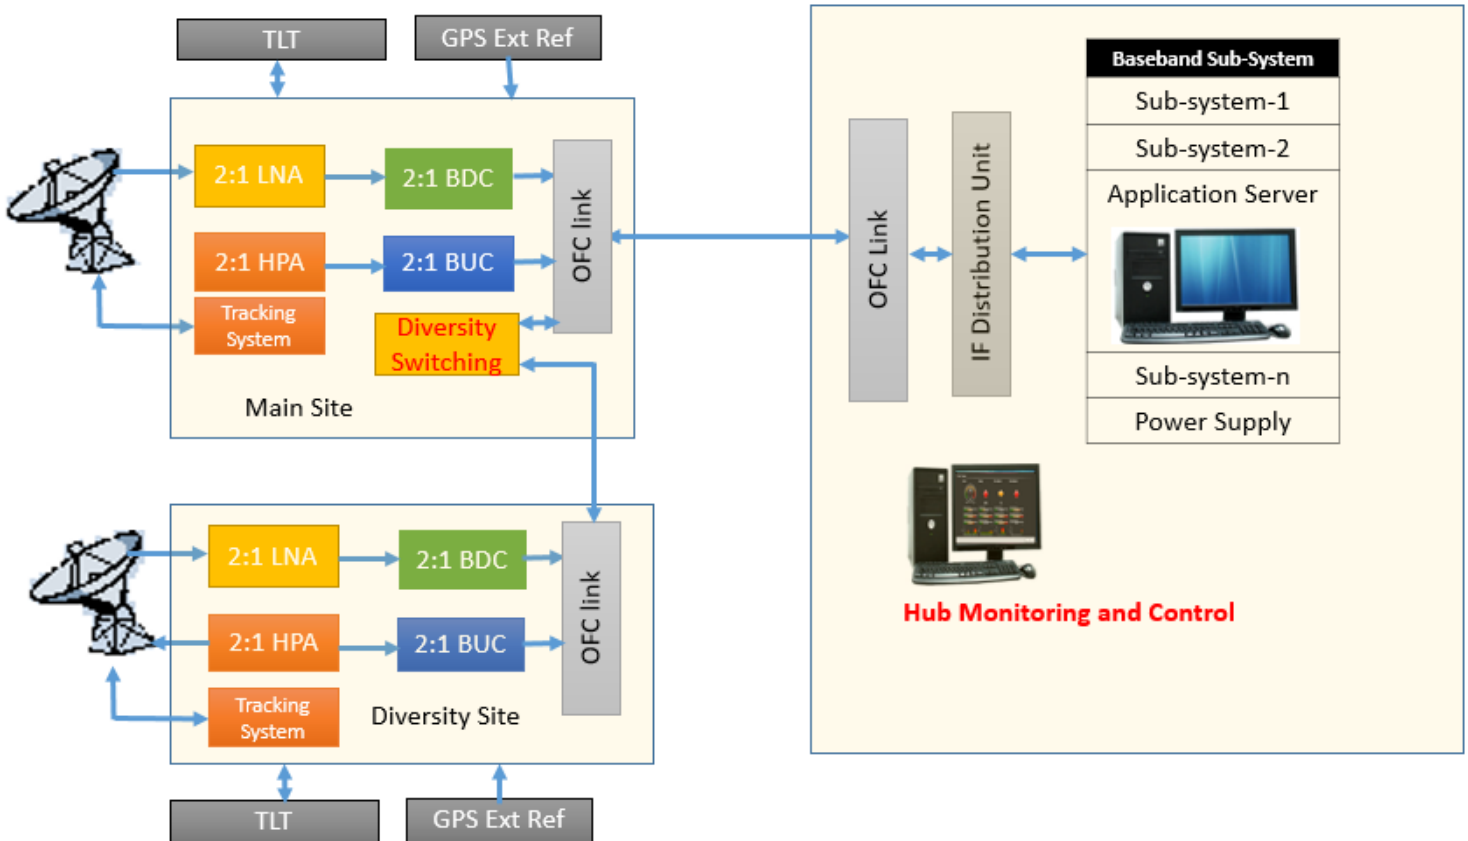 TLT
GPS Ext Ref
2:1 LNA
2:1 BDC
2:1 HPA
2:1 BUC
Tracking
System
Diversity
Switching
OFC link
Main Site
2:1 LNA
2:1 BDC
2:1 HPA
2:1 BUC
Tracking
System
OFC link
Diversity Site
TLT
GPS Ext Ref
OFC Link
IF Distribution Unit
Baseband Sub-System
Sub-system-1
Sub-system-2
Application Server
Sub-system-n
Power Supply
Hub Monitoring and Control